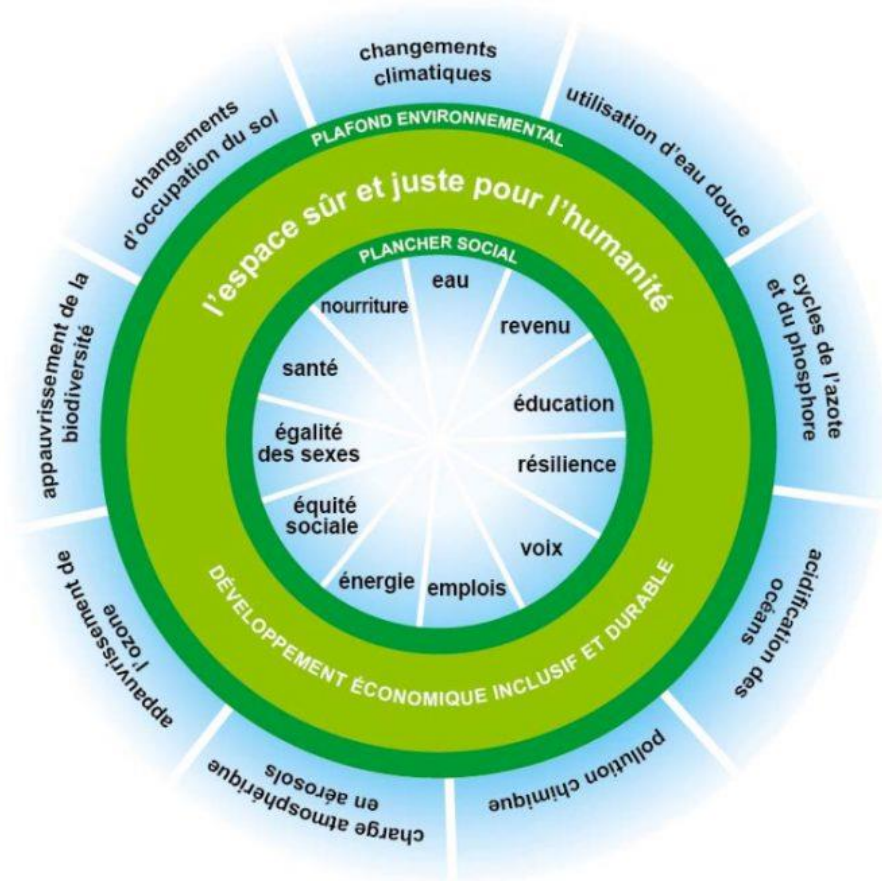 changements
climatiques
utilisation d'eau douce
cycles de l'azote
et du phosphore
acidification des
océans
pollution chimique
charge atmosphérique
en aérosols
appauvrissement de
l'ozone
appauvrissement de la
biodiversité
changements
d'occupation du sol
PLAFOND ENVIRONNEMENTAL
l'espace sûr et juste pour l'humanité
PLANCHER SOCIAL
eau
revenu
éducation
résilience
voix
emplois
énergie
équité
sociale
égalité
des sexes
santé
nourriture
DÉVELOPPEMENT ÉCONOMIQUE INCLUSIF ET DURABLE